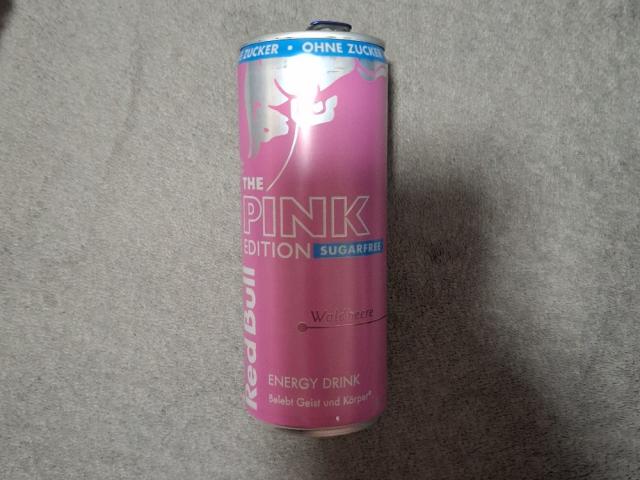 ZUCKER • OHNE ZUCKER
THE
PINK
EDITION SUGARFREE
Waldbeere
Red Bull
ENERGY DRINK
Belebt Geist und Körper®